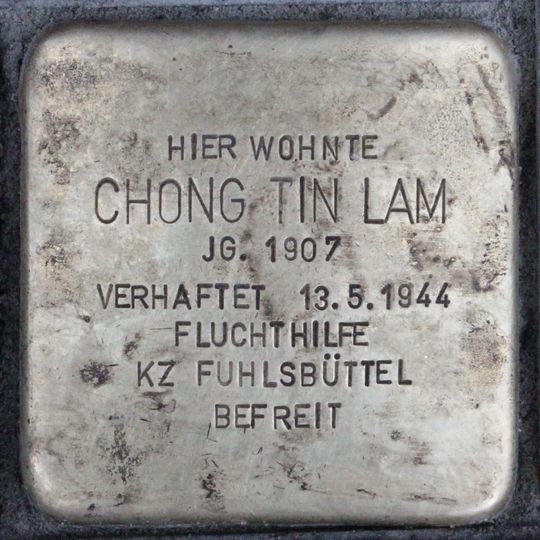 HIER WOHNTE
CHONG TIN LAM
JG. 1907
VERHAFTET 13.5.1944
FLUCHTHILFE
KZ FUHLSBÜTTEL
BEFREIT